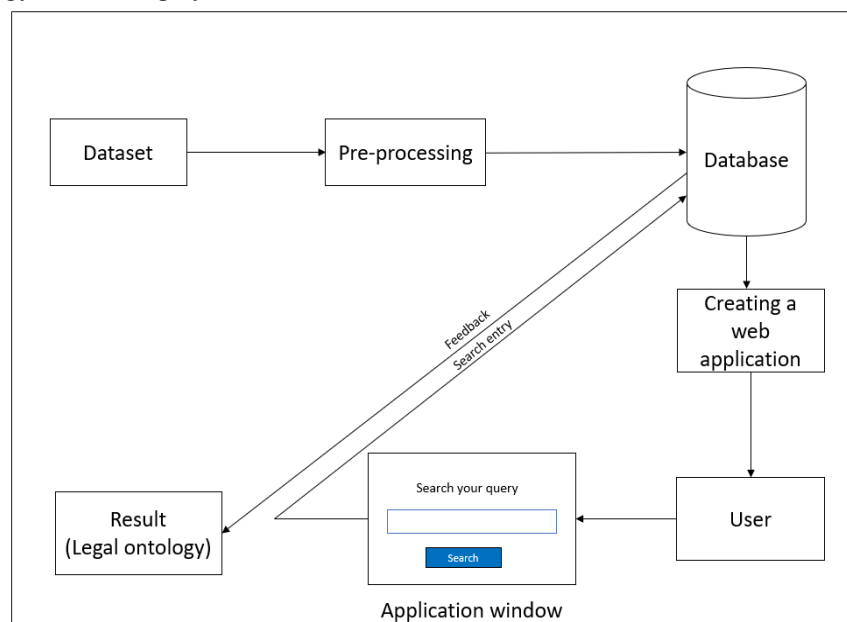 Dataset
Pre-processing
Database
Creating a
web
application
Feedback
Search entry
Search your query
Search
Result
(Legal ontology)
User
Application window